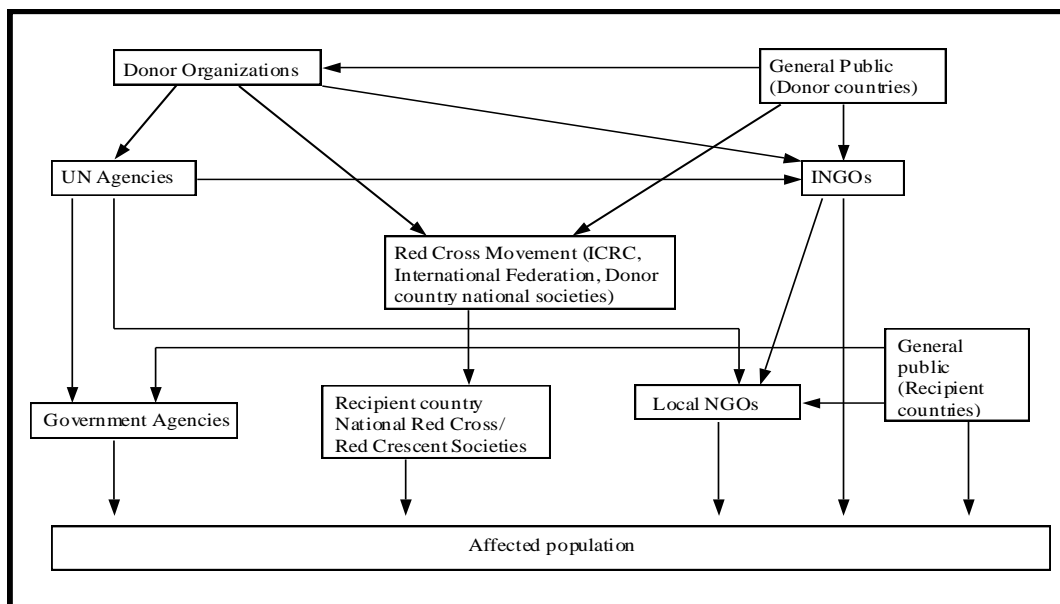 Donor Organizations
General Public
(Donor countries)
UN Agencies
INGOs
Red Cross Movement (ICRC,
International Federation, Donor
country national societies)
General
public
(Recipient
countries)
Government Agencies
Recipient country
National Red Cross/
Red Crescent Societies
Local NGOs
Affected population